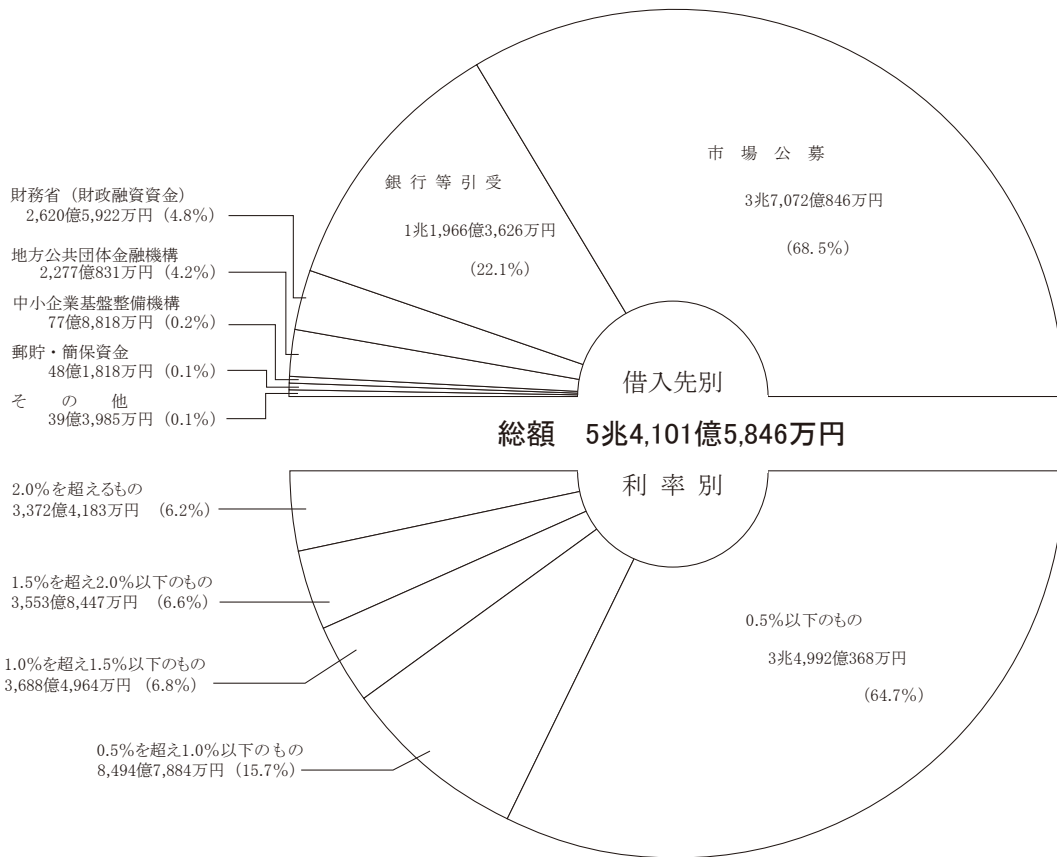 市場公募
3兆7,072億846万円
(68.5%)
銀行等引受
1兆1,966億3,626万円
(22.1%)
財務省（財政融資資金）
2,620億5,922万円 (4.8%)
地方公共団体金融機構
2,277億831万円 (4.2%)
中小企業基盤整備機構
77億8,818万円 (0.2%)
郵貯・簡保資金
48億1,818万円 (0.1%)
その他
39億3,985万円 (0.1%)
借入先別
総額　5兆4,101億5,846万円
利率別
2.0%を超えるもの
3,372億4,183万円 (6.2%)
1.5%を超え2.0%以下のもの
3,553億8,447万円 (6.6%)
1.0%を超え1.5%以下のもの
3,688億4,964万円 (6.8%)
0.5%を超え1.0%以下のもの
8,494億7,884万円 (15.7%)
0.5%以下のもの
3兆4,992億368万円
(64.7%)